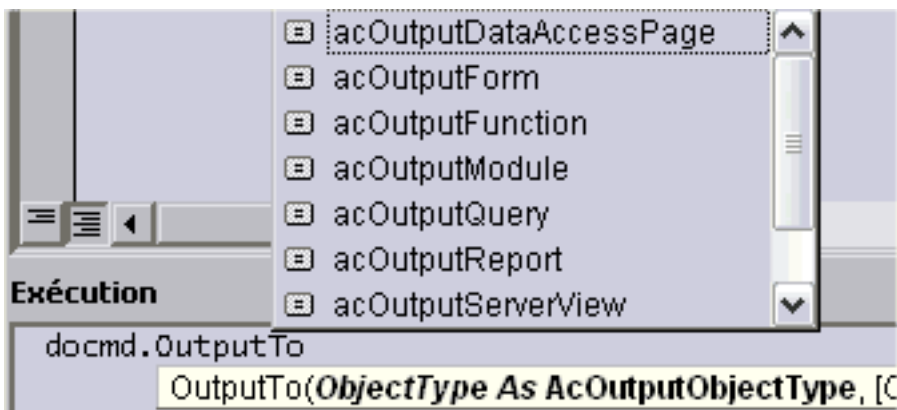 acOutputDataAccessPage
acOutputForm
acOutputFunction
acOutputModule
acOutputQuery
acOutputReport
acOutputServerView
Exécution
docmd.OutputTo
OutputTo(ObjectType As AcOutputObjectType, [